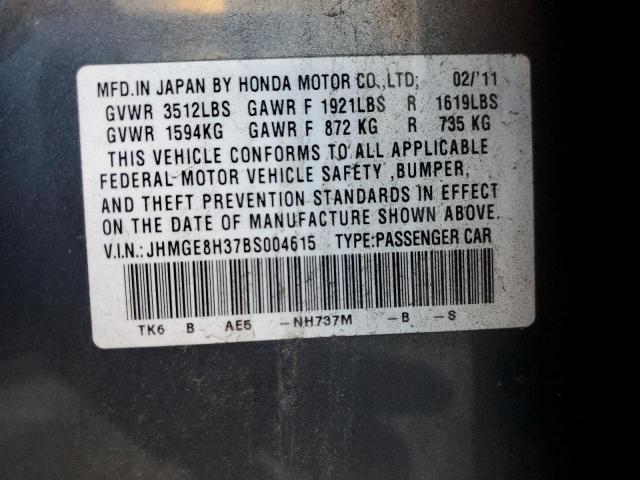 MFD.IN JAPAN BY HONDA MOTOR CO.,LTD; 02/'11
GVWR 3512LBS GAWR F 1921LBS R 1619LBS
GVWR 1594KG GAWR F 872 KG R 735 KG
THIS VEHICLE CONFORMS TO ALL APPLICABLE
FEDERAL MOTOR VEHICLE SAFETY ,BUMPER,
AND THEFT PREVENTION STANDARDS IN EFFECT
ON THE DATE OF MANUFACTURE SHOWN ABOVE.
V.I.N.:JHMGE8H37BS004615 TYPE:PASSENGER CAR
TK6 B AE5 -NH737M -B -S